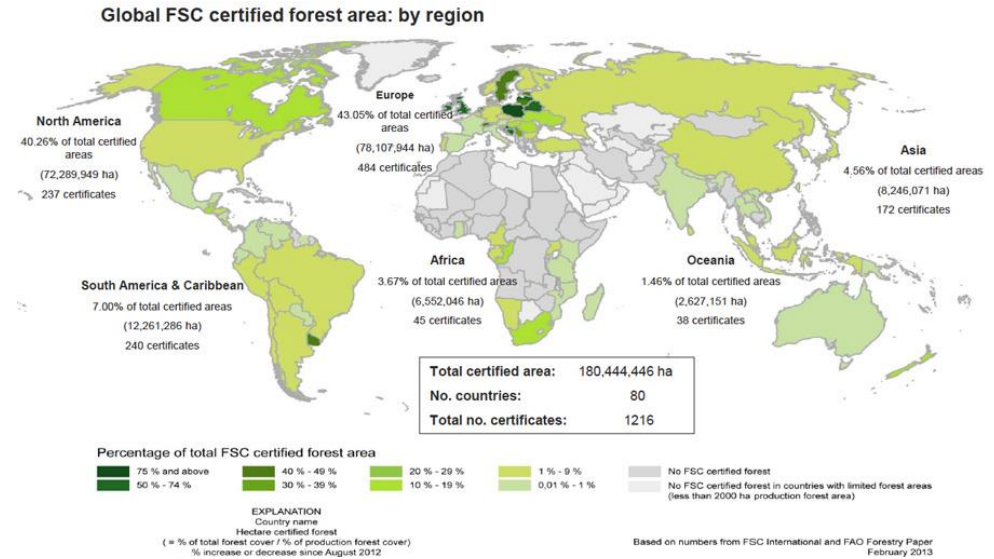 Global FSC certified forest area: by region
North America
40.26% of total certified
areas
(72,289,949 ha)
237 certificates
Europe
43.05% of total certified
areas
(78,107,944 ha)
484 certificates
Asia
4.56% of total certified areas
(8,246,071 ha)
172 certificates
South America & Caribbean
7.00% of total certified areas
(12,261,286 ha)
240 certificates
Africa
3.67% of total certified areas
(6,552,046 ha)
45 certificates
Oceania
1.46% of total certified areas
(2,627,151 ha)
38 certificates
Total certified area: 180,444,446 ha
No. countries: 80
Total no. certificates: 1216
Percentage of total FSC certified forest area
75 % and above
50 % - 74 %
40 % - 49 %
30 % - 39 %
20 % - 29 %
10 % - 19 %
1 % - 9 %
0,01 % - 1 %
No FSC certified forest
No FSC certified forest in countries with limited forest areas
(less than 2000 ha production forest area)
EXPLANATION
Country name
Hectare certified forest
( = % of total forest cover / % of production forest cover)
% increase or decrease since August 2012
Based on numbers from FSC International and FAO Forestry Paper
February 2013